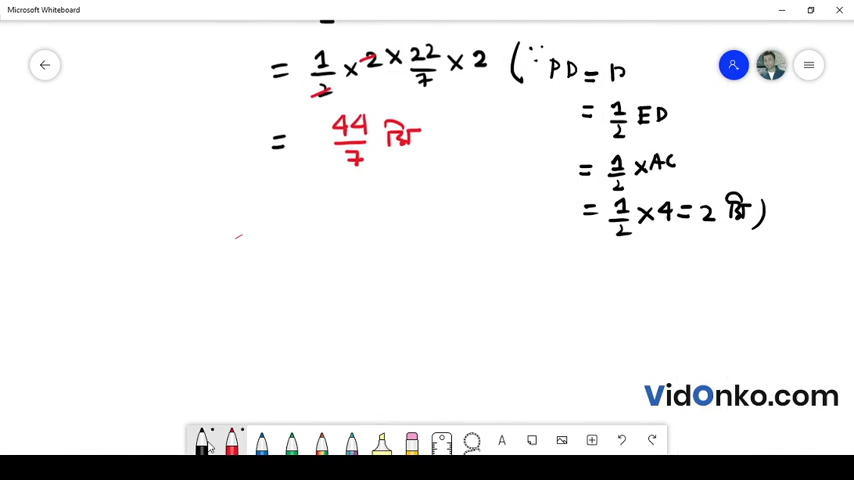 Microsoft Whiteboard
= 1/2 × 2 × 22/7 × 2 (∵ PD = r
= 1/2 ED
= 44/7 মি
= 1/2 × AC
= 1/2 × 4 = 2 মি)
VidOnko.com
A